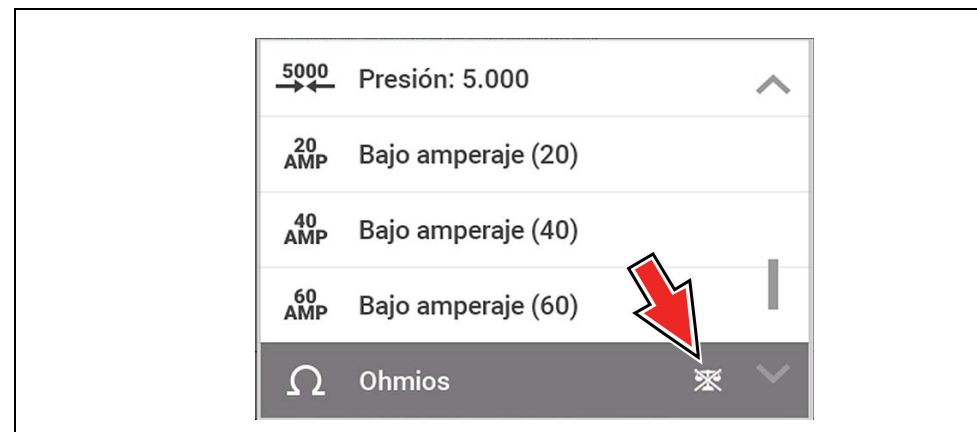 5000 Presión: 5.000
20 AMP Bajo amperaje (20)
40 AMP Bajo amperaje (40)
60 AMP Bajo amperaje (60)
Ω Ohmios